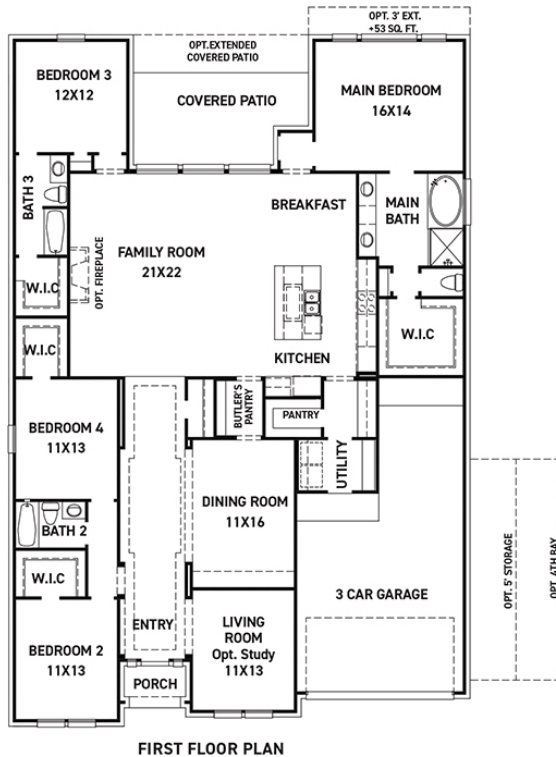 OPT. 3' EXT.
+53 SQ. FT.
OPT.EXTENDED
COVERED PATIO
BEDROOM 3
12X12
COVERED PATIO
MAIN BEDROOM
16X14
BATH 3
BREAKFAST
MAIN
BATH
FAMILY ROOM
21X22
OPT. FIREPLACE
W.I.C
W.I.C
W.I.C
KITCHEN
BUTLER'S
PANTRY
PANTRY
BEDROOM 4
11X13
UTILITY
DINING ROOM
11X16
BATH 2
W.I.C
3 CAR GARAGE
OPT. 5' STORAGE
OPT. 4TH BAY
ENTRY
LIVING
ROOM
Opt. Study
11X13
BEDROOM 2
11X13
PORCH
FIRST FLOOR PLAN